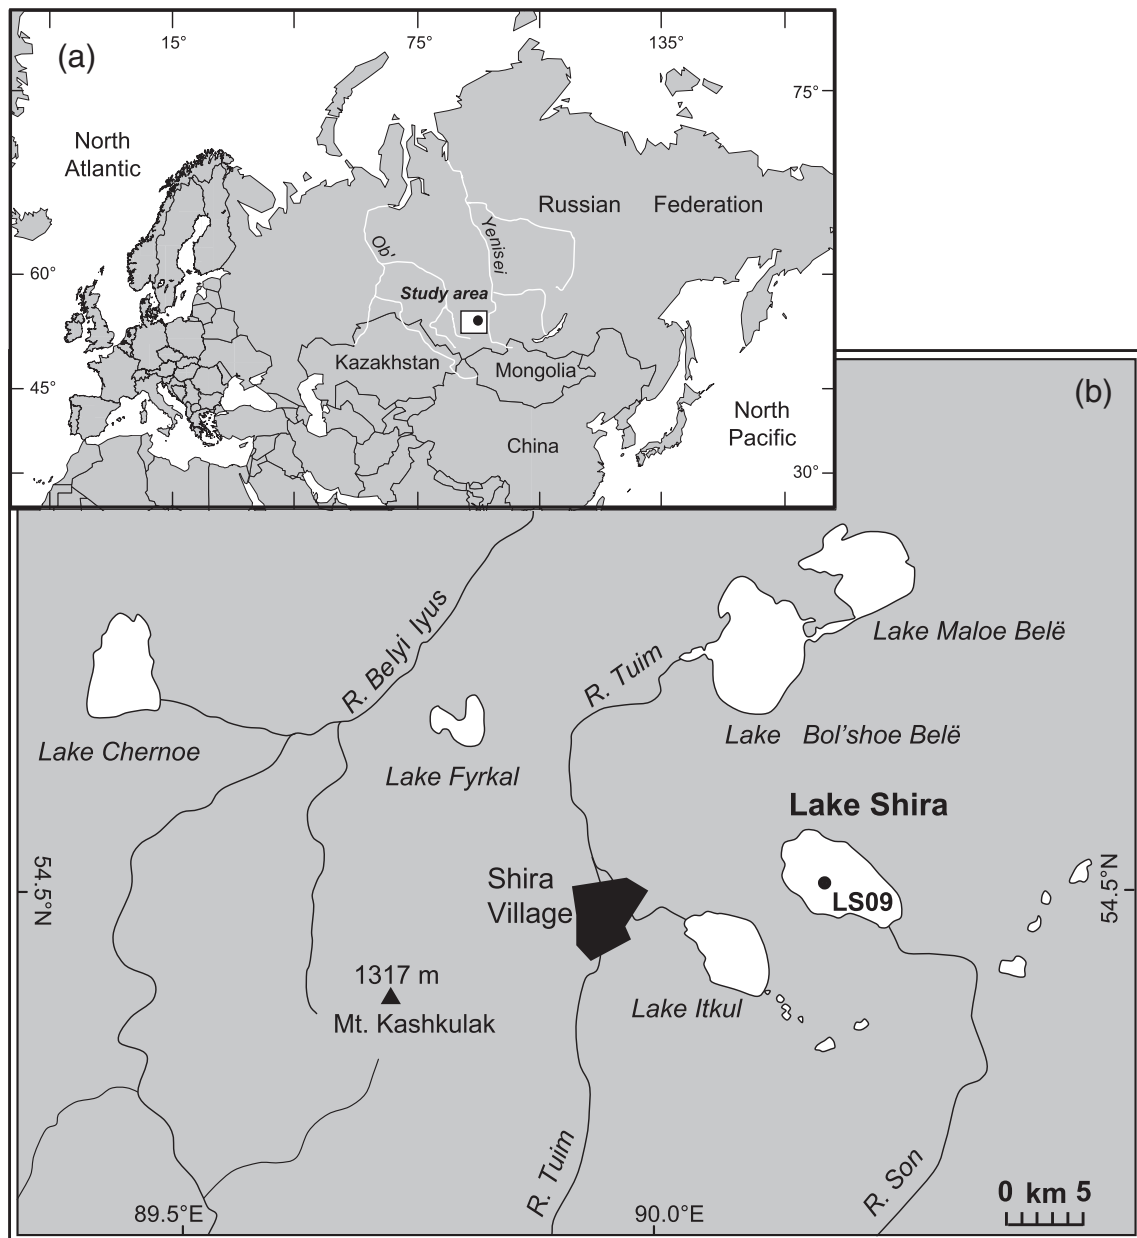 15°
75°
135°
(a)
75°
North
Atlantic
Russian Federation
Ob'
Yenisei
60°
Study area
Kazakhstan
Mongolia
45°
North
Pacific
China
30°
(b)
R. Belyi Iyus
Lake Maloe Belë
R. Tuim
Lake Bol'shoe Belë
Lake Chernoe
Lake Fyrkal
Lake Shira
54.5°N
54.5°N
Shira
Village
LS09
1317 m
Mt. Kashkulak
Lake Itkul
R. Tuim
R. Son
0 km 5
89.5°E
90.0°E